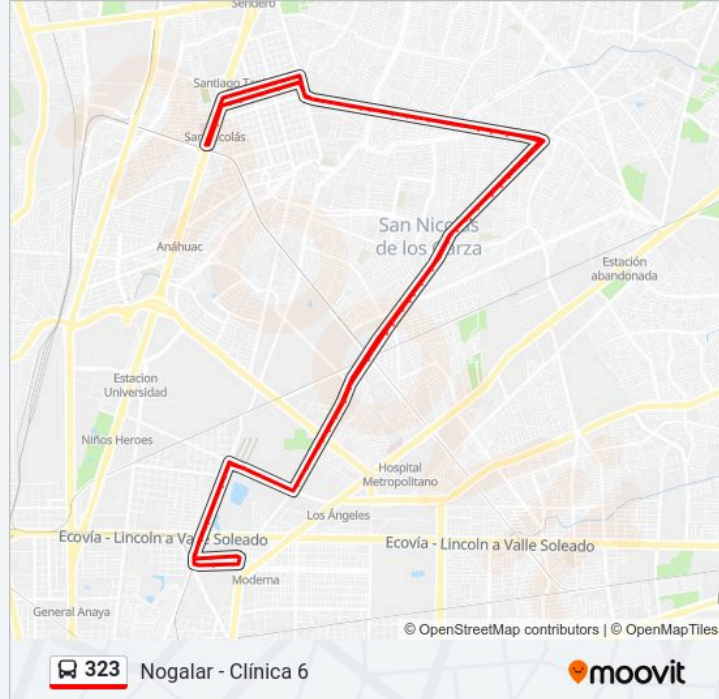 Sendero
Santiago Ta
San Nicolás
San Nicolás
de los Garza
Anáhuac
Estación
abandonada
Estacion
Universidad
Niños Heroes
Hospital
Metropolitano
Los Ángeles
Ecovía - Lincoln a Valle Soleado
Ecovía - Lincoln a Valle Soleado
Moderna
General Anaya
© OpenStreetMap contributors | © OpenMapTiles
323 Nogalar - Clínica 6
moovit